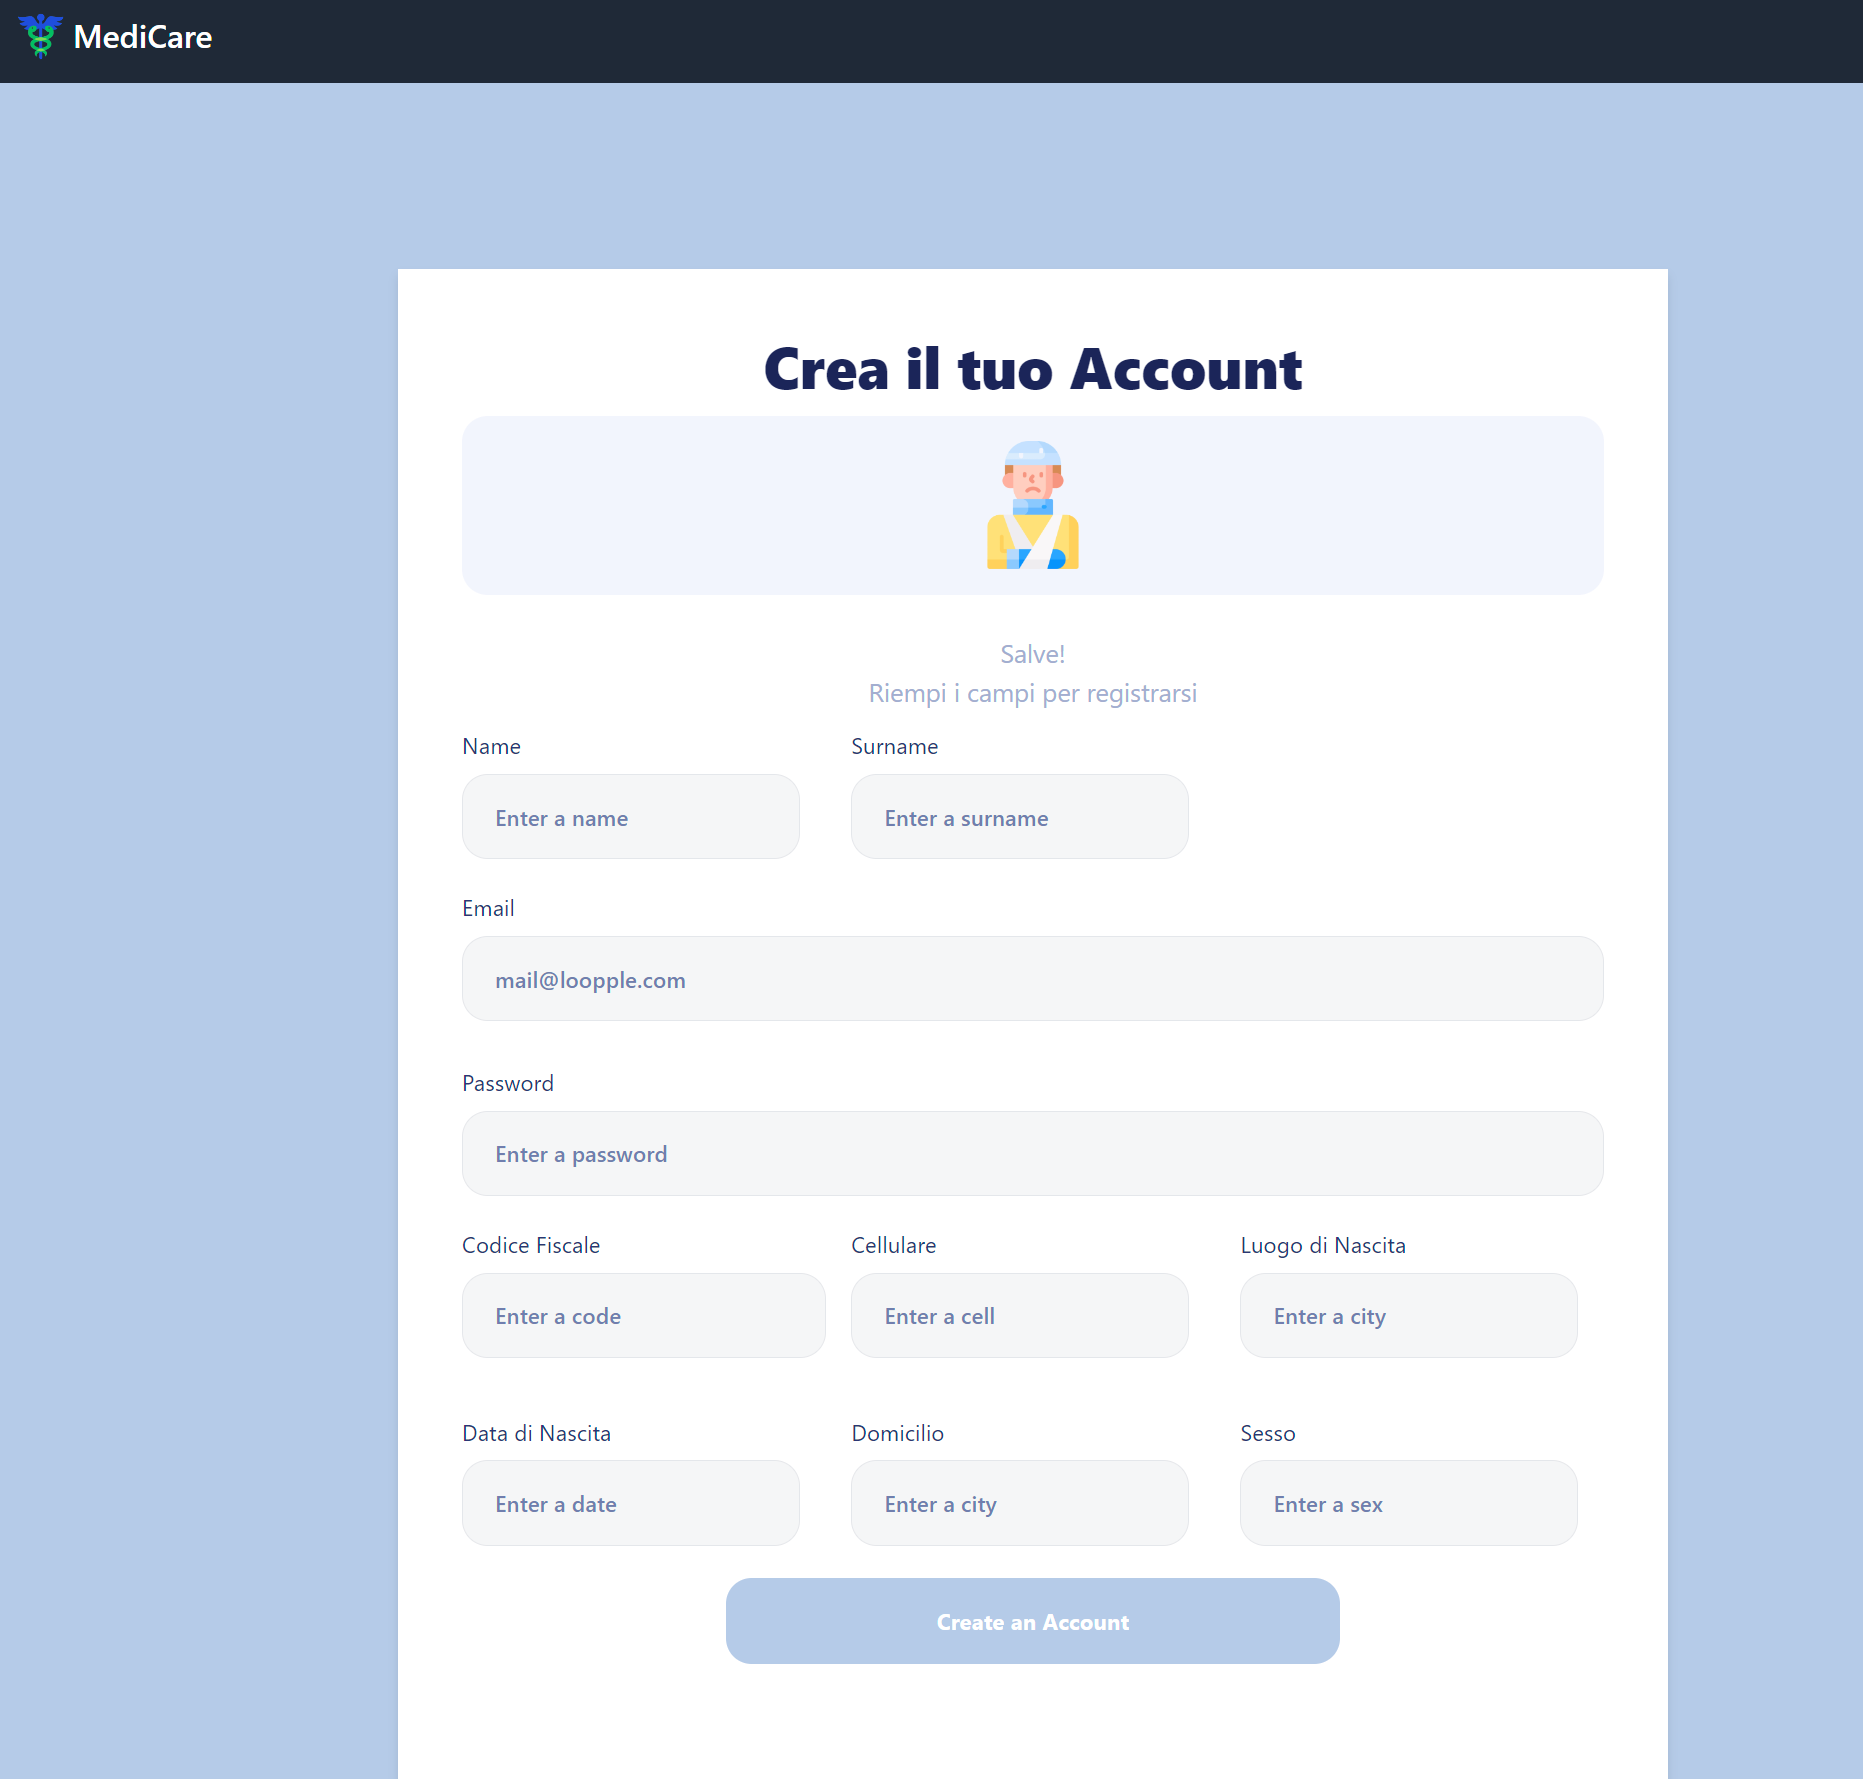 MediCare
Crea il tuo Account
Salve!
Riempi i campi per registrarsi
Name Surname
Enter a name Enter a surname
Email
mail@loopple.com
Password
Enter a password
Codice Fiscale Cellulare Luogo di Nascita
Enter a code Enter a cell Enter a city
Data di Nascita Domicilio Sesso
Enter a date Enter a city Enter a sex
Create an Account